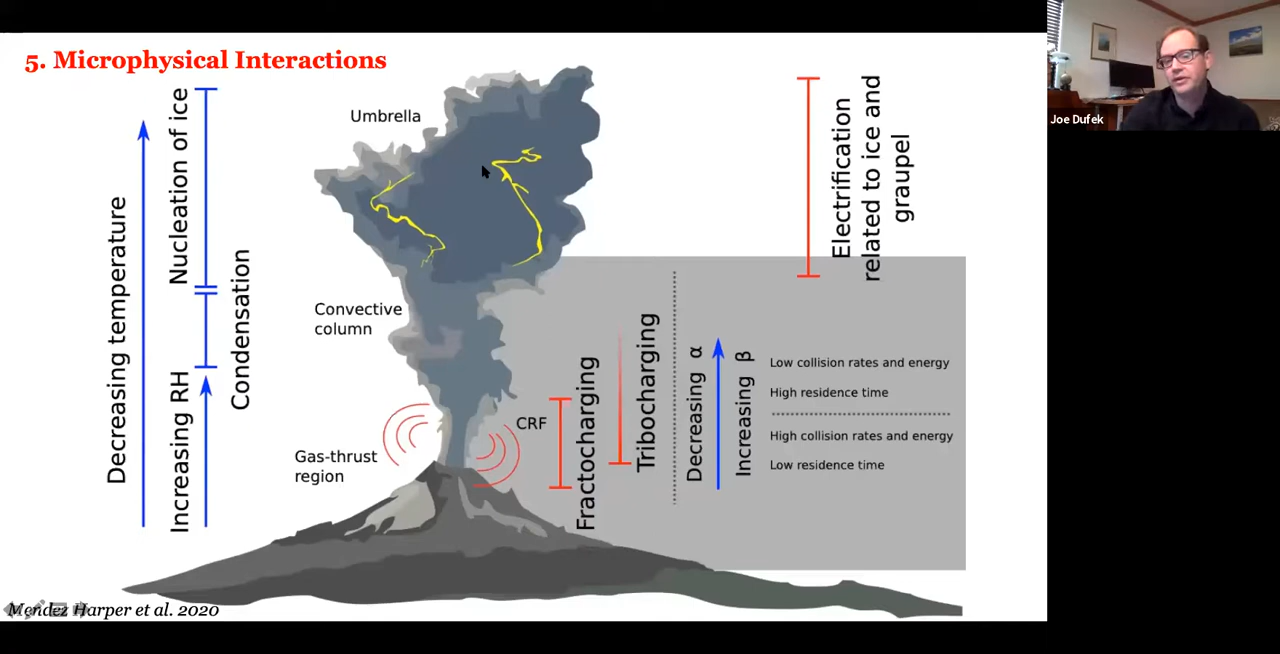 5. Microphysical Interactions
Joe Dufek
Umbrella
Convective
column
Gas-thrust
region
CRF
Decreasing temperature
Nucleation of ice
Condensation
Increasing RH
Fractocharging
Tribocharging
Decreasing α
Increasing β
Electrification
related to ice and
graupel
Low collision rates and energy
High residence time
High collision rates and energy
Low residence time
Mendez Harper et al. 2020